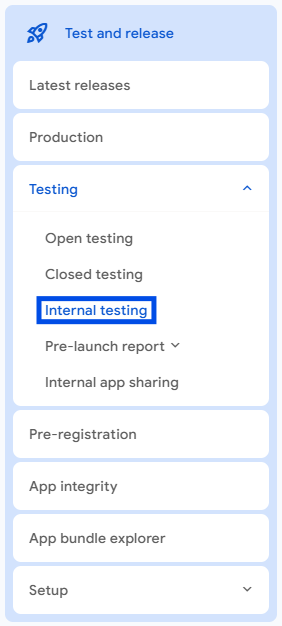 Test and release
Latest releases
Production
Testing
Open testing
Closed testing
Internal testing
Pre-launch report
Internal app sharing
Pre-registration
App integrity
App bundle explorer
Setup